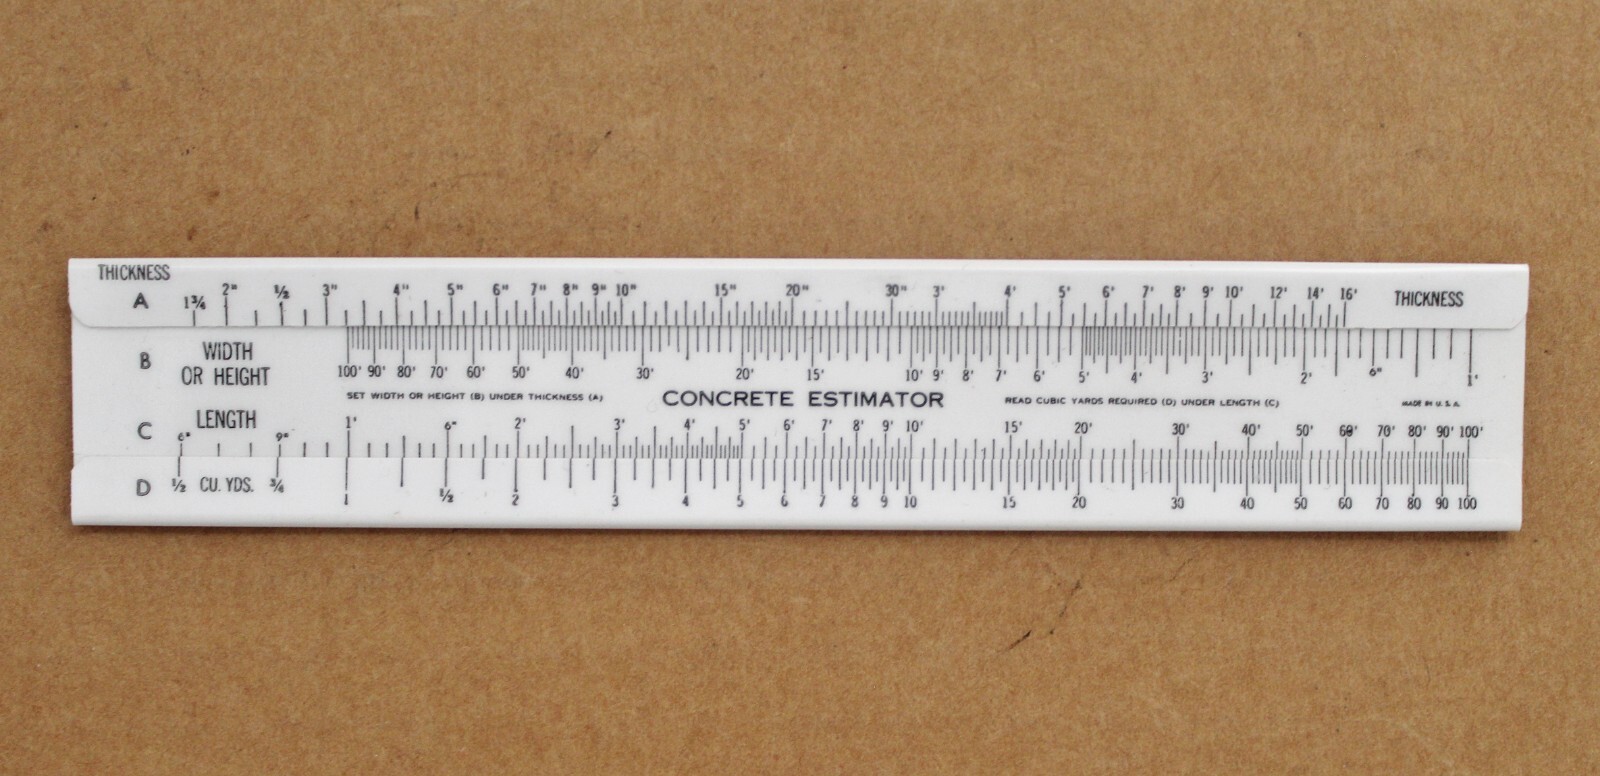 THICKNESS
A 1¾ 2" ½ 3" 4" 5" 6" 7" 8" 9" 10" 15" 20" 30" 3' 4' 5' 6' 7' 8' 9' 10' 12' 14' 16' THICKNESS
B WIDTH OR HEIGHT
100' 90' 80' 70' 60' 50' 40' 30' 20' 15' 10' 9' 8' 7' 6' 5' 4' 3' 2' 6" 1'
SET WIDTH OR HEIGHT (B) UNDER THICKNESS (A) CONCRETE ESTIMATOR READ CUBIC YARDS REQUIRED (D) UNDER LENGTH (C) MADE IN U.S.A.
C LENGTH
6" 9" 1' 6" 2' 3' 4' 5' 6' 7' 8' 9' 10' 15' 20' 30' 40' 50' 60' 70' 80' 90' 100'
D ½ CU. YDS. ¾ 1 ½ 2 3 4 5 6 7 8 9 10 15 20 30 40 50 60 70 80 90 100